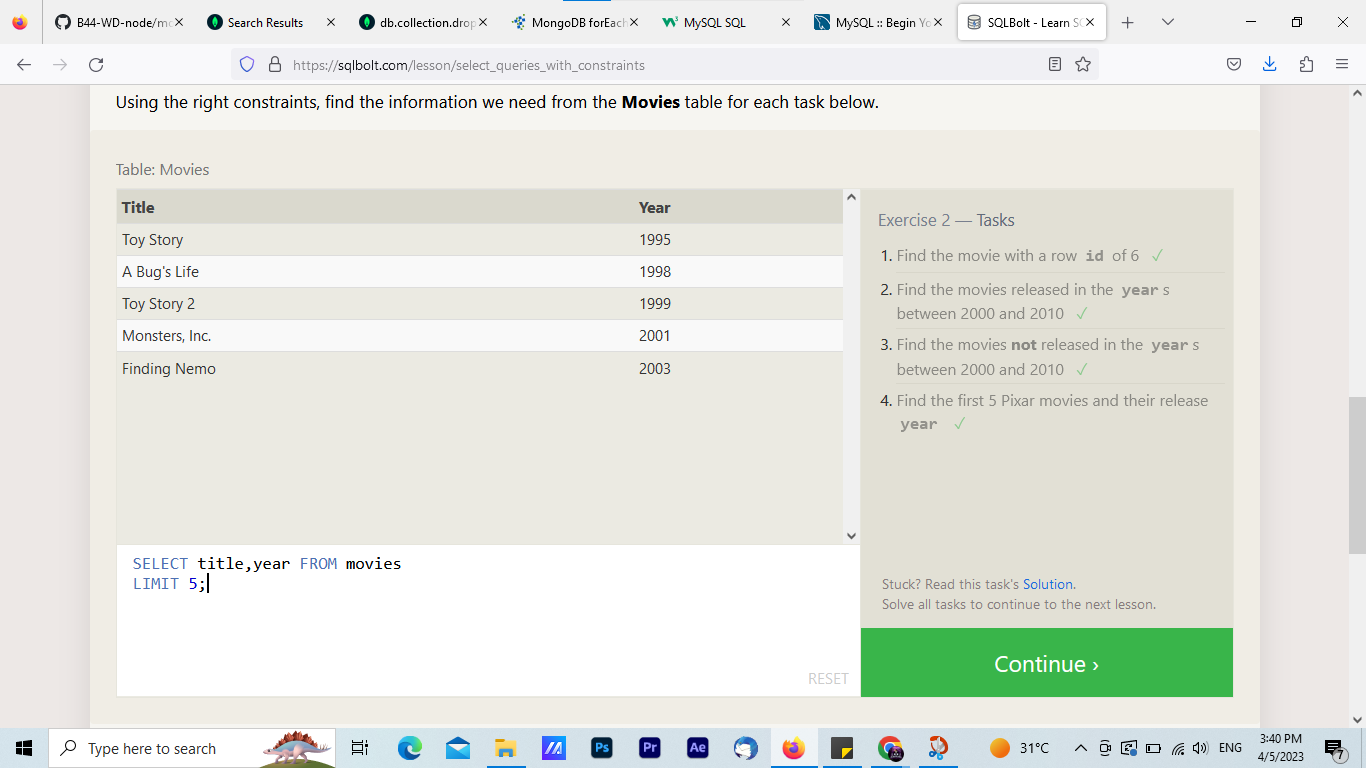 B44-WD-node/mo
Search Results
db.collection.drop
MongoDB forEach
MySQL SQL
MySQL :: Begin Yo
SQLBolt - Learn SQ
https://sqlbolt.com/lesson/select_queries_with_constraints
Using the right constraints, find the information we need from the Movies table for each task below.
Table: Movies
Title Year
Toy Story 1995
A Bug's Life 1998
Toy Story 2 1999
Monsters, Inc. 2001
Finding Nemo 2003
Exercise 2 — Tasks
1. Find the movie with a row id of 6 ✓
2. Find the movies released in the year s
between 2000 and 2010 ✓
3. Find the movies not released in the year s
between 2000 and 2010 ✓
4. Find the first 5 Pixar movies and their release
year ✓
SELECT title,year FROM movies
LIMIT 5;
RESET
Stuck? Read this task's Solution.
Solve all tasks to continue to the next lesson.
Continue ›
Type here to search
Ps
Pr
Ae
31°C
ENG
3:40 PM
4/5/2023
7